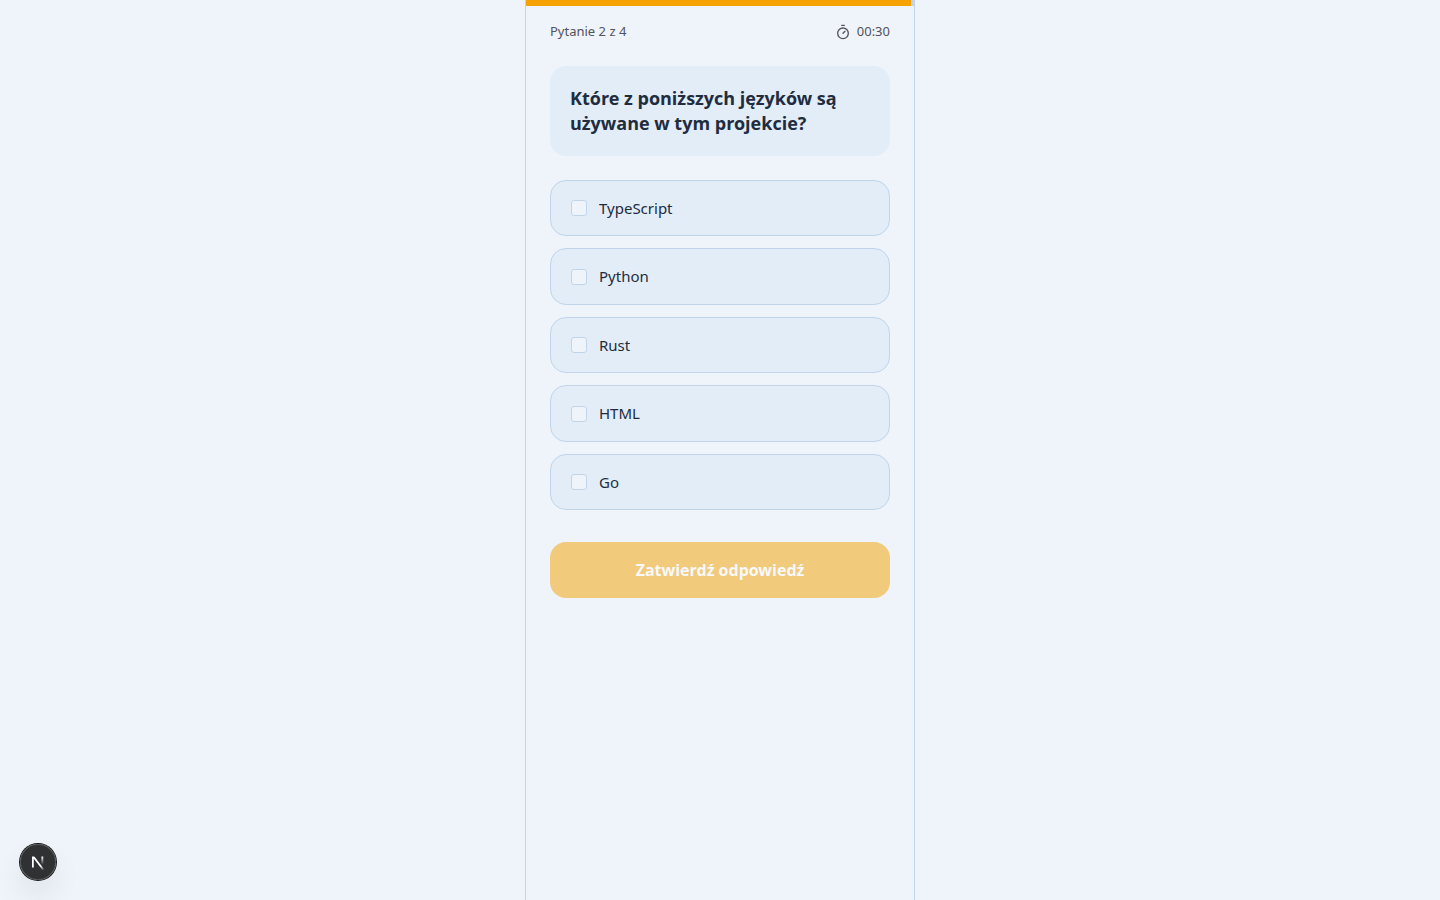 Pytanie 2 z 4
00:30
Które z poniższych języków są
używane w tym projekcie?
TypeScript
Python
Rust
HTML
Go
Zatwierdź odpowiedź
N